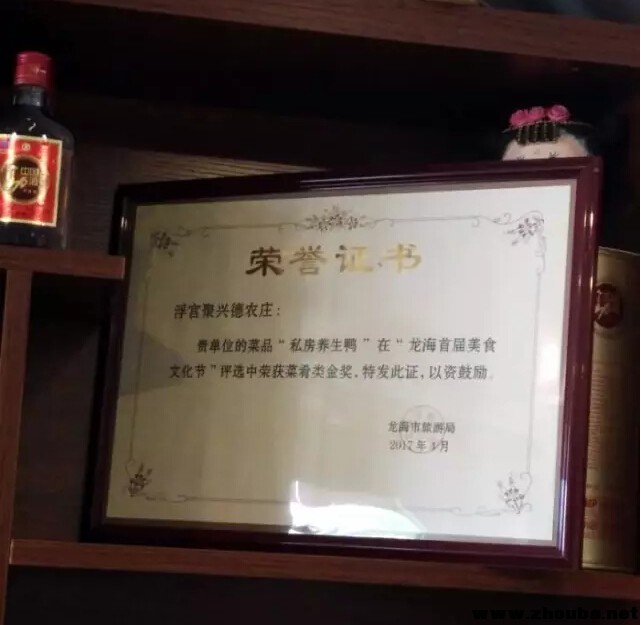 荣誉证书
浮宫聚兴德农庄：
贵单位的菜品“私房养生鸭”在“龙海首届美食
文化节”评选中荣获菜肴类金奖，特发此证，以资鼓励。
龙海市旅游局
2017年4月
www.zhouba.net